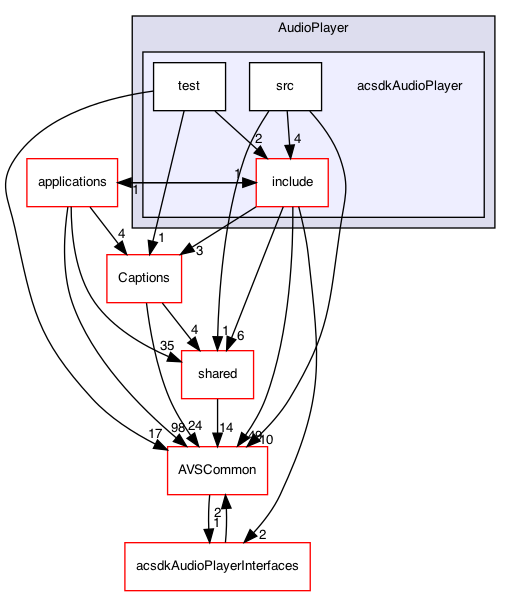 AudioPlayer
test
src
acsdkAudioPlayer
2
4
applications
1
1
include
4
1
3
Captions
4
1
6
35
shared
98
24
14
17
10
AVSCommon
2
1
2
acsdkAudioPlayerInterfaces